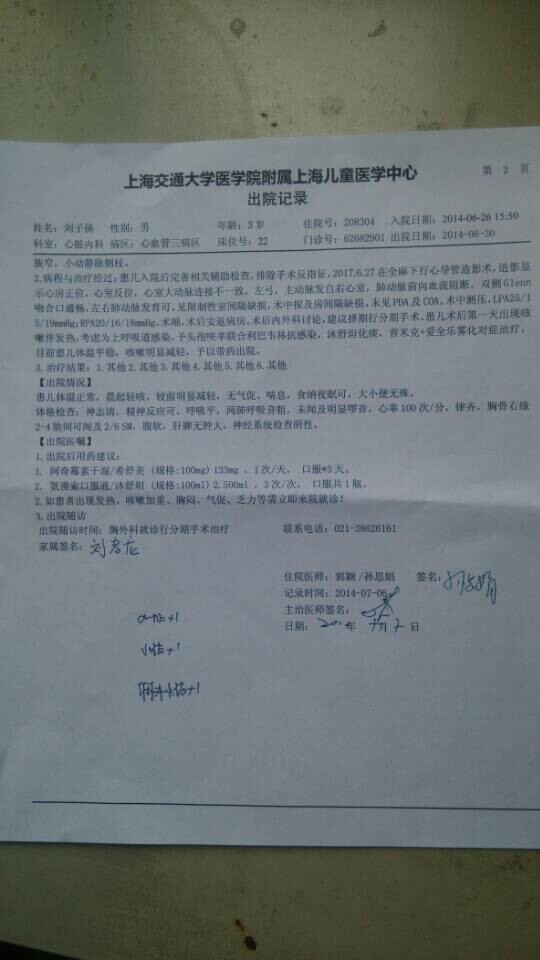 上海交通大学医学院附属上海儿童医学中心
第 2 页
出院记录
姓名：刘子扬 性别：男 年龄：3岁 住院号：208304 入院日期：2014-06-26 15:50
科室：心脏内科 病区：心血管三病区 床位号：22 门诊号：62682901 出院日期：2014-06-30
狭窄，小动静脉侧枝。
2.病程与治疗经过：患儿入院后完善相关辅助检查，排除手术反指征，2017.6.27在全麻下行心导管造影术，造影显
示心房正位，心室反位，心室大动脉连接不一致，左弓，主动脉发自右心室，肺动脉前向血流阻断。双侧Glenn
吻合口通畅，左右肺动脉发育可，见限制性室间隔缺损，术中探及房间隔缺损，未见PDA及COA。术中测压，LPA25/1
5/19mmHg；RPA20/16/18mmHg。术顺，术后安返病房。术后内外科讨论，建议择期行分期手术。患儿术后第一天出现咳
嗽伴发热，考虑为上呼吸道感染，予头孢呋辛联合利巴韦林抗感染，沐舒坦化痰，普米克+爱全乐雾化对症治疗，
目前患儿体温平稳，咳嗽明显减轻，予以带药出院。
3.治疗结果：1.其他2.其他3.其他4.其他5.其他6.其他
【出院情况】
患儿体温正常，晨起轻咳，较前明显减轻，无气促、喘息，食纳夜眠可，大小便无殊。
体格检查：神志清，精神反应可，呼吸平，两肺呼吸音粗，未闻及明显啰音，心率100次/分，律齐，胸骨右缘
2-4肋间可闻及2/6SM，腹软，肝脾无肿大，神经系统检查阴性。
【出院医嘱】
1.出院后用药建议：
1. 阿奇霉素干混/希舒美（规格:100mg）133mg ，1次/天， 口服*3天。
2. 氨溴索口服液/沐舒坦（规格:100ml）2.500ml ，3次/次， 口服共1瓶。
2.如患者出现发热、咳嗽加重、胸闷、气促、乏力等需立即来院就诊！
3.出院随访
出院随访时间：胸外科就诊行分期手术治疗 联系电话：021-38626161
家属签名：
住院医师：郭颖/孙思娟 签名：
记录时间：2014-07-06
主治医师签名：
日期： 年 月 2 日